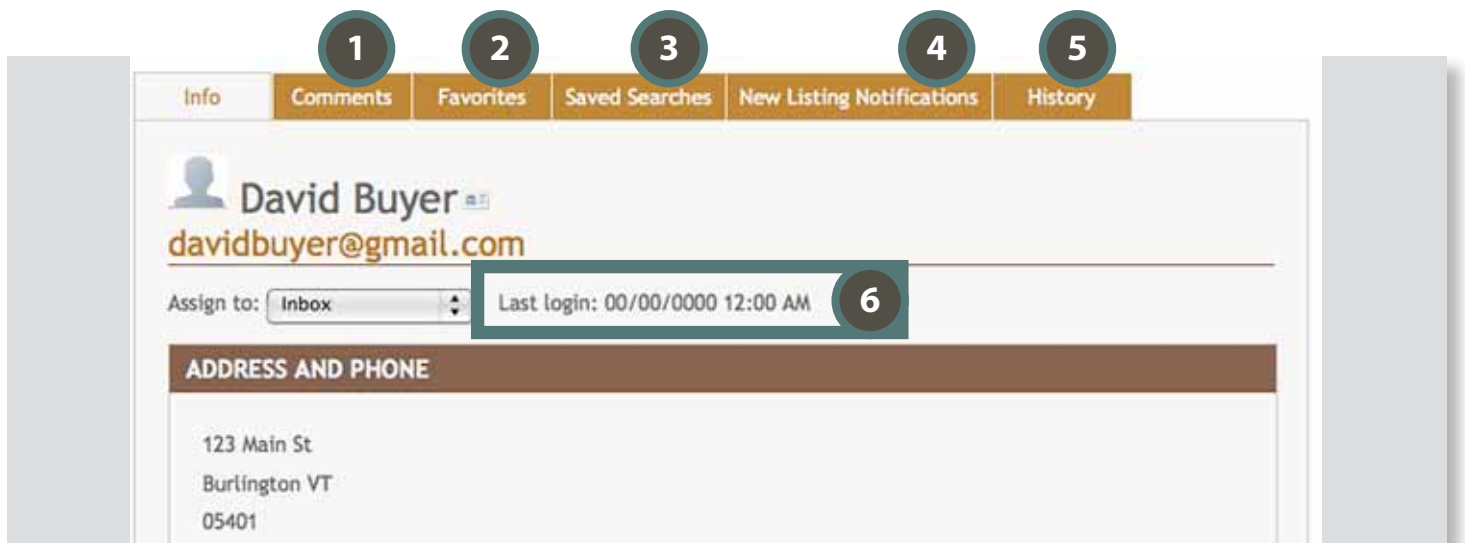 1 2 3 4 5
Info Comments Favorites Saved Searches New Listing Notifications History
David Buyer
davidbuyer@gmail.com
Assign to: Inbox Last login: 00/00/0000 12:00 AM 6
ADDRESS AND PHONE
123 Main St
Burlington VT
05401